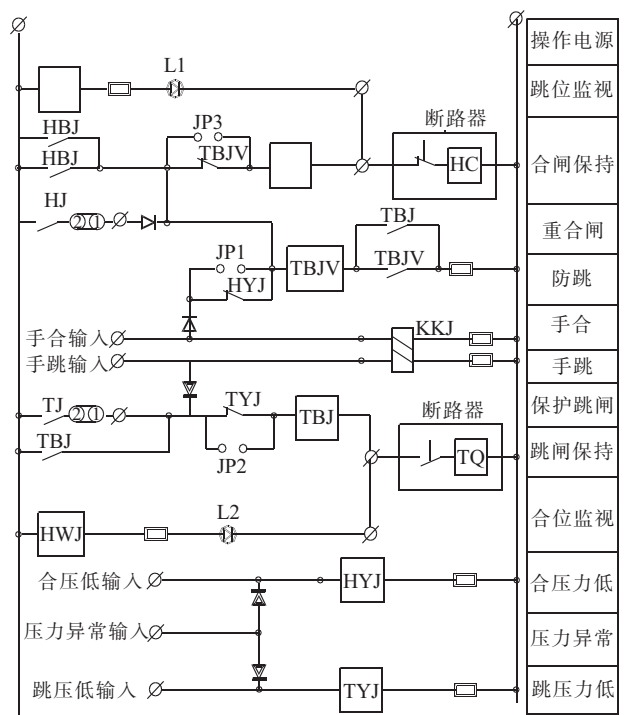 操作电源
L1
跳位监视
断路器
HBJ
JP3
HBJ
TBJV
HC
合闸保持
HJ
2 1
TBJ
重合闸
JP1
TBJV
TBJV
HYJ
防跳
手合输入
KKJ
手合
手跳输入
手跳
TJ
2 1
TYJ
TBJ
断路器
保护跳闸
TBJ
JP2
TQ
跳闸保持
L2
HWJ
合位监视
合压低输入
HYJ
合压力低
压力异常输入
压力异常
跳压低输入
TYJ
跳压力低